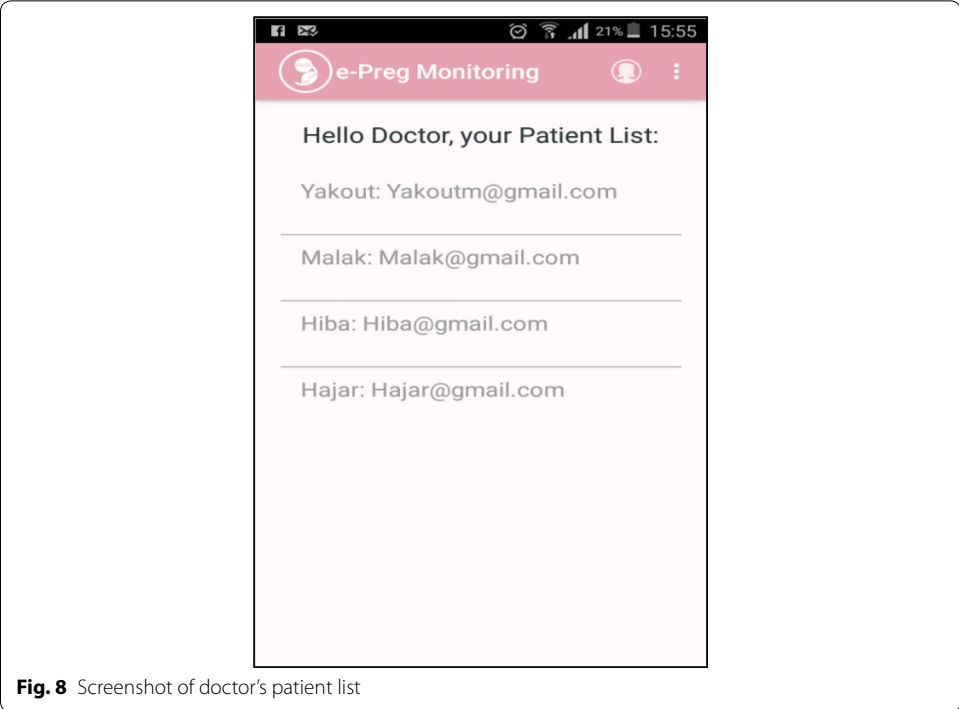 21% 15:55
e-Preg Monitoring
Hello Doctor, your Patient List:
Yakout: Yakoutm@gmail.com
Malak: Malak@gmail.com
Hiba: Hiba@gmail.com
Hajar: Hajar@gmail.com
Fig. 8 Screenshot of doctor's patient list